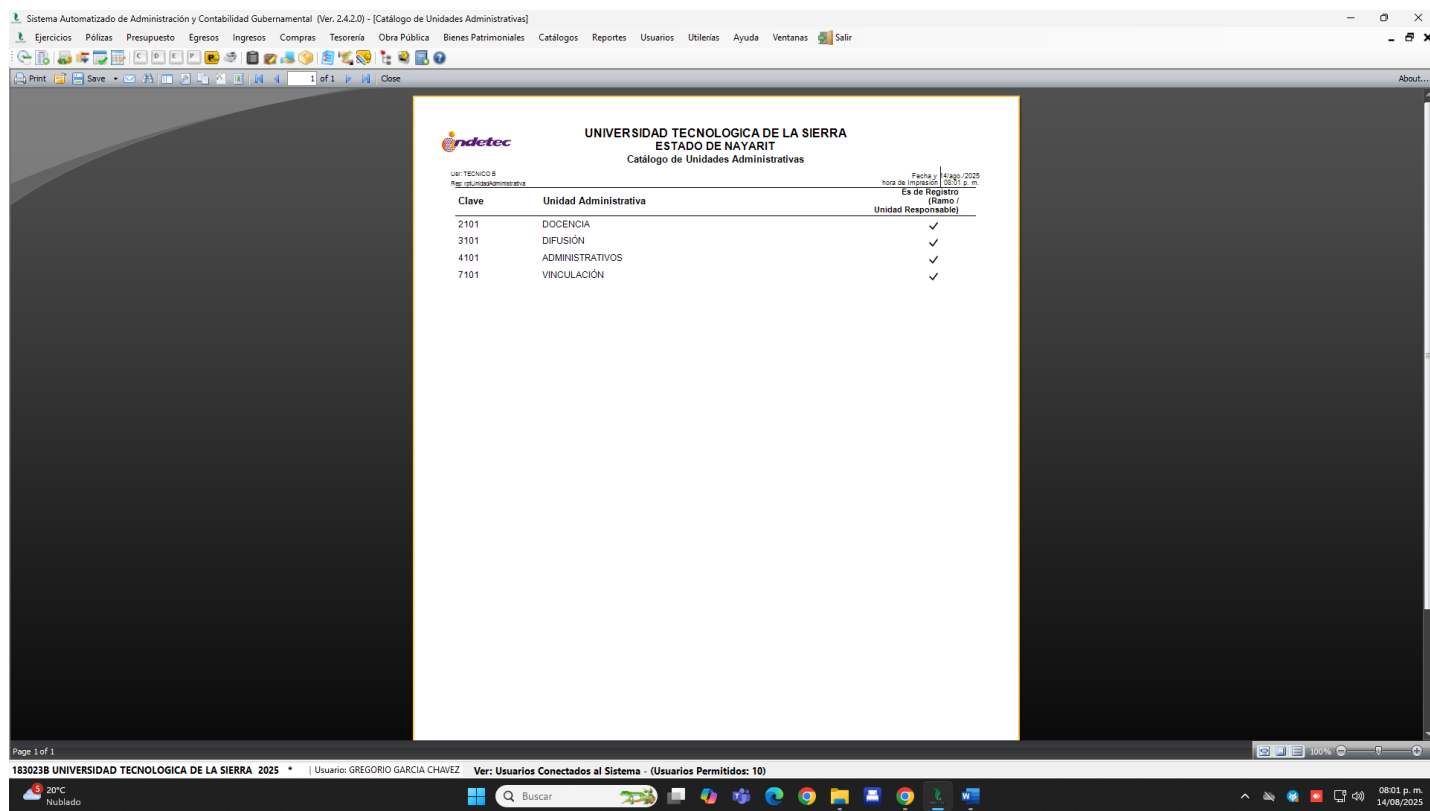 Sistema Automatizado de Administración y Contabilidad Gubernamental (Ver. 2.4.2.0) - [Catálogo de Unidades Administrativas]
Ejercicios Pólizas Presupuesto Egresos Ingresos Compras Tesorería Obra Pública Bienes Patrimoniales Catálogos Reportes Usuarios Utilerías Ayuda Ventanas Salir
C D E P P
Print Save 1 of 1 Close About...
indetec
UNIVERSIDAD TECNOLOGICA DE LA SIERRA
ESTADO DE NAYARIT
Catálogo de Unidades Administrativas
Usr: TECNICO B
Rep: rptUnidadAdministrativa
Fecha y 14/ago./2025
hora de Impresión 08:01 p. m.
Clave Unidad Administrativa Es de Registro
(Ramo /
Unidad Responsable)
2101 DOCENCIA
3101 DIFUSIÓN
4101 ADMINISTRATIVOS
7101 VINCULACIÓN
Page 1 of 1 100%
183023B UNIVERSIDAD TECNOLOGICA DE LA SIERRA 2025 * | Usuario: GREGORIO GARCIA CHAVEZ Ver: Usuarios Conectados al Sistema - (Usuarios Permitidos: 10)
5 20°C
Nublado
Buscar
08:01 p. m.
14/08/2025